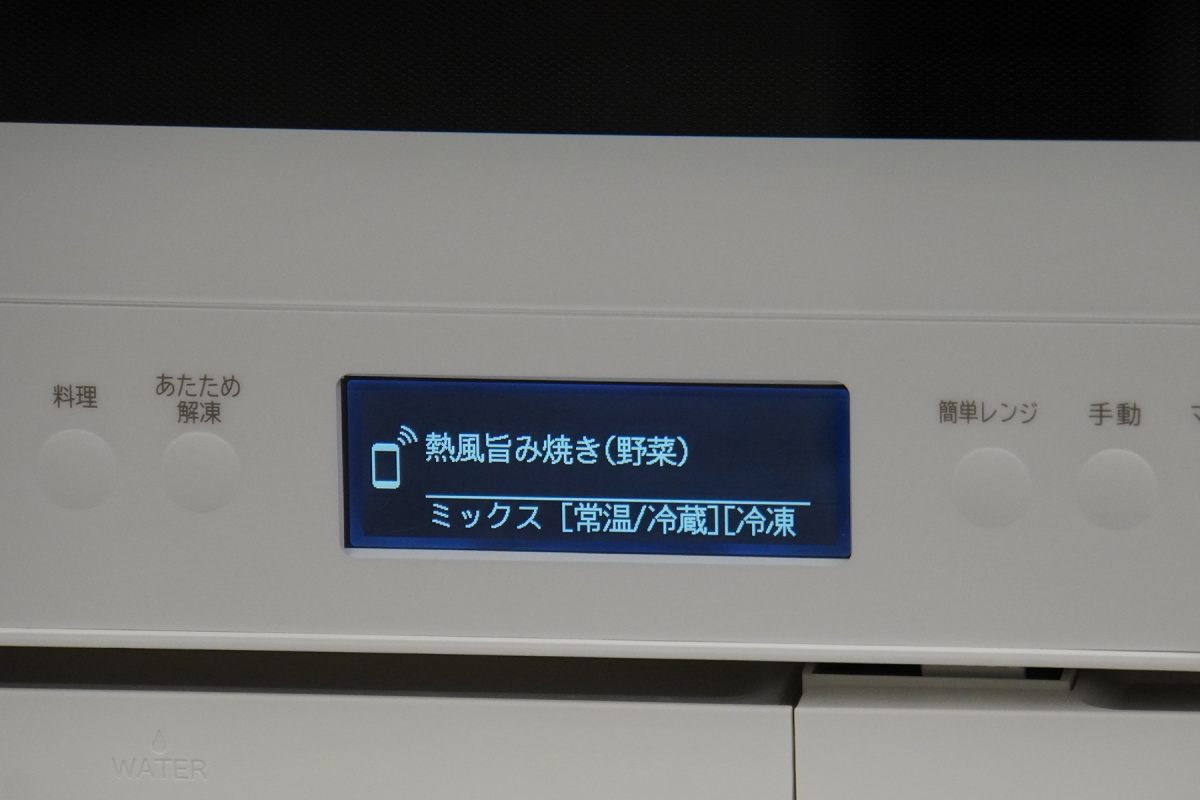 料理
あたため
解凍
熱風旨み焼き(野菜)
ミックス [常温/冷蔵][冷凍
簡単レンジ
手動
マ
WATER